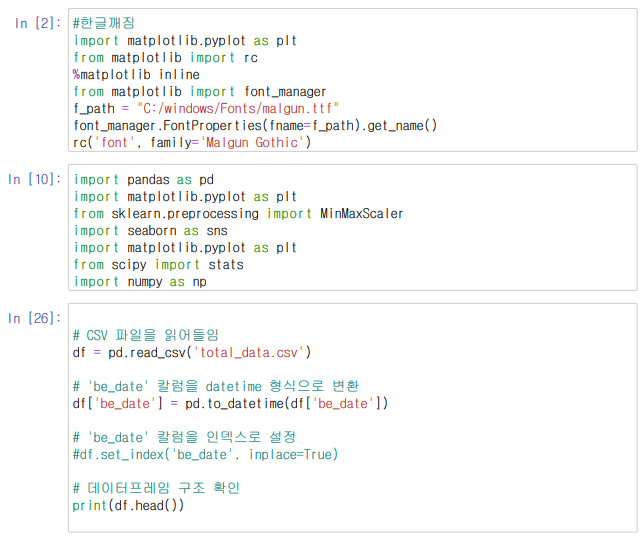 In [2]:
#한글깨짐
import matplotlib.pyplot as plt
from matplotlib import rc
%matplotlib inline
from matplotlib import font_manager
f_path = "C:/windows/Fonts/malgun.ttf"
font_manager.FontProperties(fname=f_path).get_name()
rc('font', family='Malgun Gothic')
In [10]:
import pandas as pd
import matplotlib.pyplot as plt
from sklearn.preprocessing import MinMaxScaler
import seaborn as sns
import matplotlib.pyplot as plt
from scipy import stats
import numpy as np
In [26]:
# CSV 파일을 읽어들임
df = pd.read_csv('total_data.csv')
# 'be_date' 칼럼을 datetime 형식으로 변환
df['be_date'] = pd.to_datetime(df['be_date'])
# 'be_date' 칼럼을 인덱스로 설정
#df.set_index('be_date', inplace=True)
# 데이터프레임 구조 확인
print(df.head())